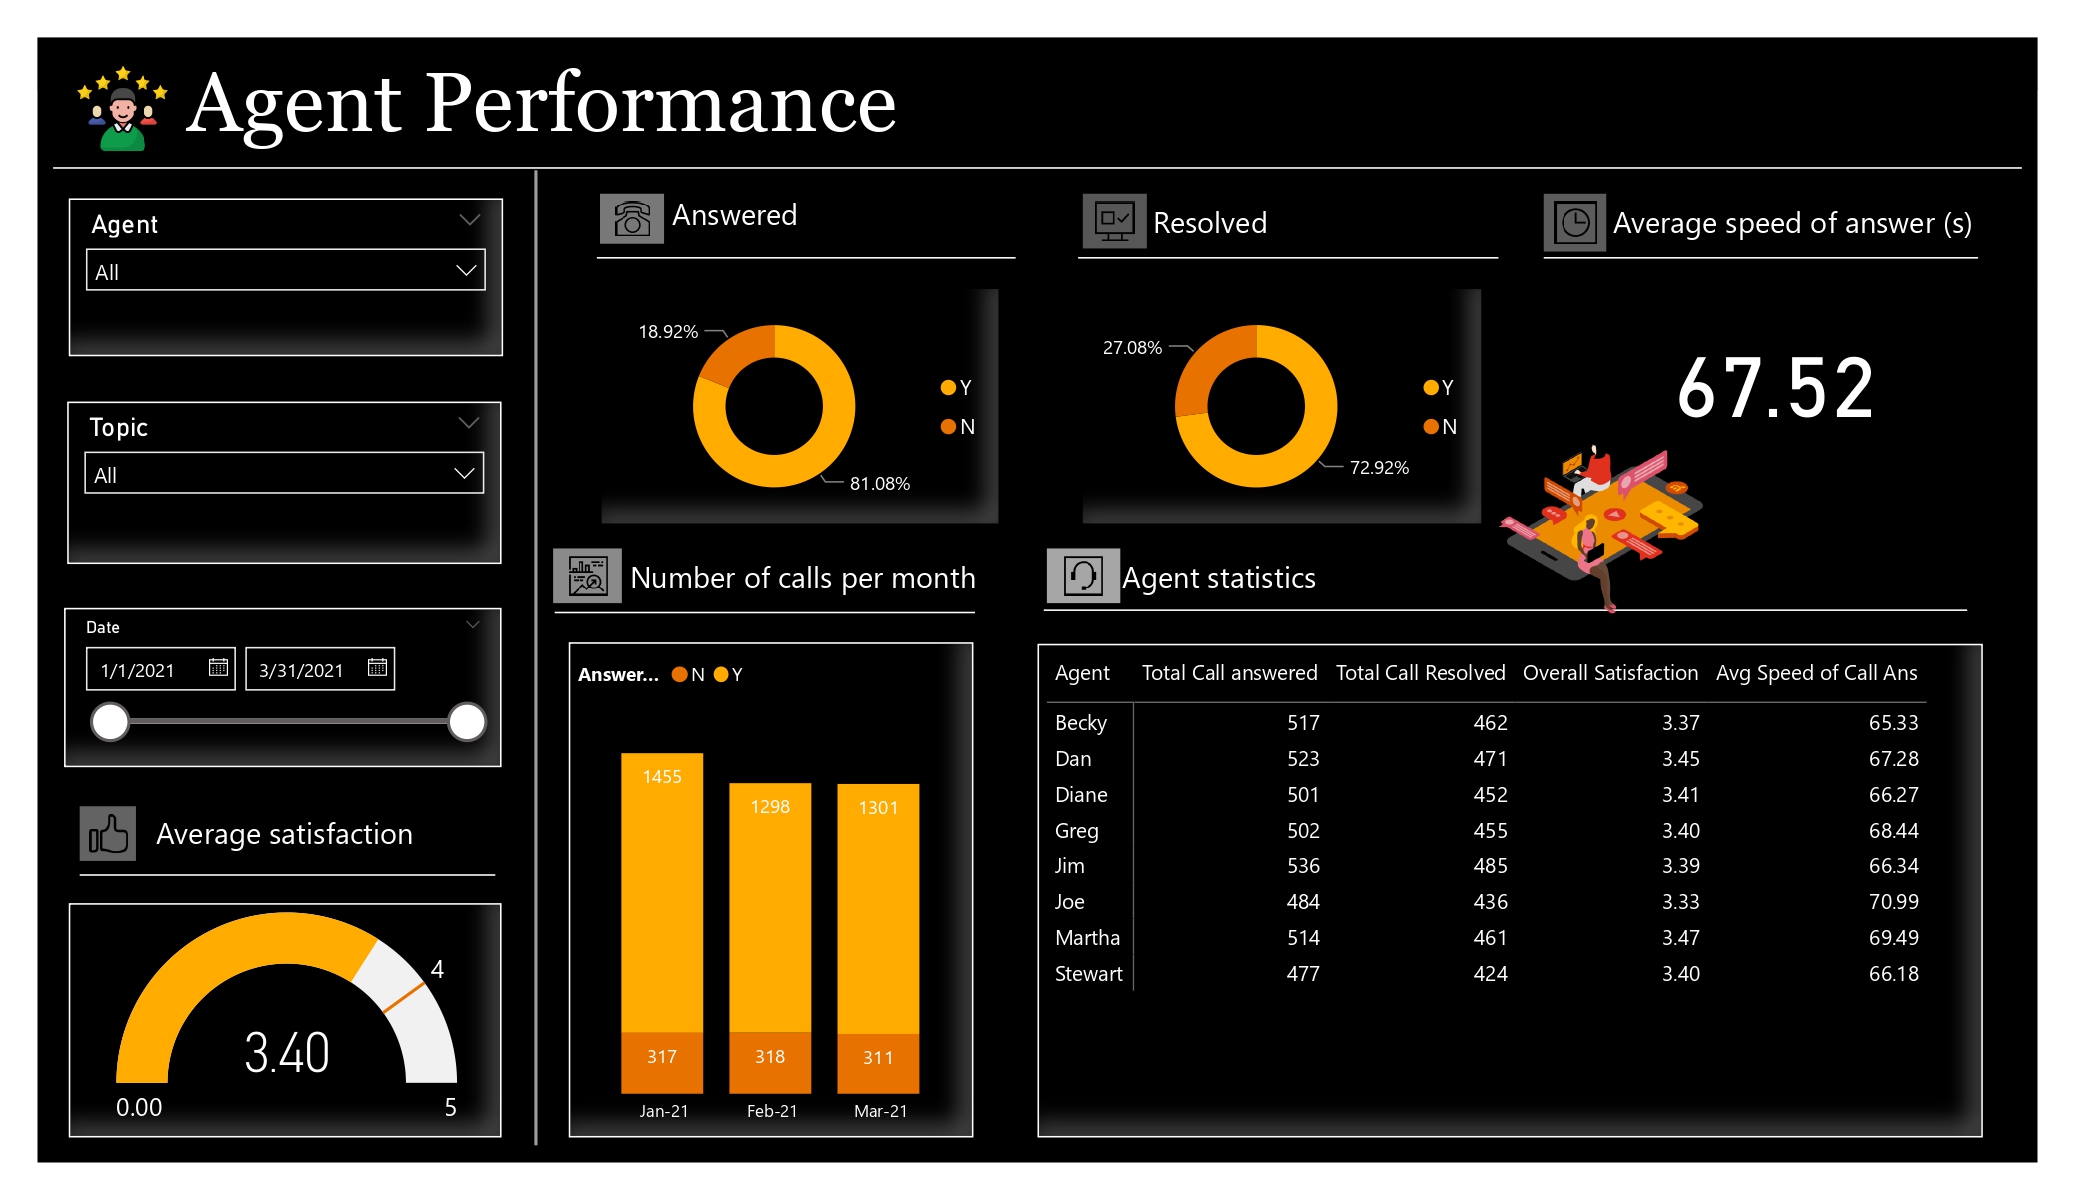 Agent Performance
Agent
All
Topic
All
Date
1/1/2021 3/31/2021
Average satisfaction
4
3.40
0.00 5
Answered
18.92%
81.08%
Y
N
Resolved
27.08%
72.92%
Y
N
Average speed of answer (s)
67.52
Number of calls per month
Answer... N Y
1455 1298 1301
317 318 311
Jan-21 Feb-21 Mar-21
Agent statistics
Agent Total Call answered Total Call Resolved Overall Satisfaction Avg Speed of Call Ans
Becky 517 462 3.37 65.33
Dan 523 471 3.45 67.28
Diane 501 452 3.41 66.27
Greg 502 455 3.40 68.44
Jim 536 485 3.39 66.34
Joe 484 436 3.33 70.99
Martha 514 461 3.47 69.49
Stewart 477 424 3.40 66.18